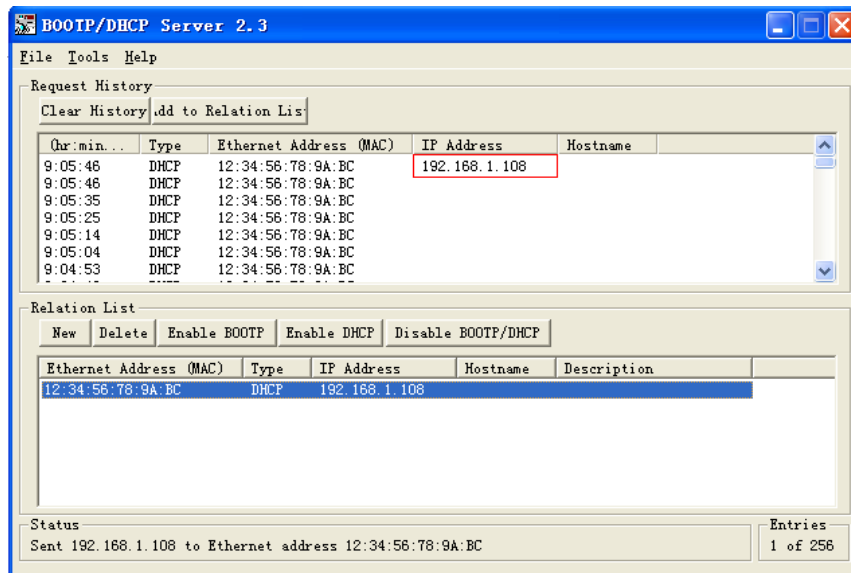 BOOTP/DHCP Server 2.3
File Tools Help
Request History
Clear History dd to Relation Lis
(hr:min... Type Ethernet Address (MAC) IP Address Hostname
9:05:46 DHCP 12:34:56:78:9A:BC 192.168.1.108
9:05:46 DHCP 12:34:56:78:9A:BC
9:05:35 DHCP 12:34:56:78:9A:BC
9:05:25 DHCP 12:34:56:78:9A:BC
9:05:14 DHCP 12:34:56:78:9A:BC
9:05:04 DHCP 12:34:56:78:9A:BC
9:04:53 DHCP 12:34:56:78:9A:BC
Relation List
New Delete Enable BOOTP Enable DHCP Disable BOOTP/DHCP
Ethernet Address (MAC) Type IP Address Hostname Description
12:34:56:78:9A:BC DHCP 192.168.1.108
Status Entries
Sent 192.168.1.108 to Ethernet address 12:34:56:78:9A:BC 1 of 256